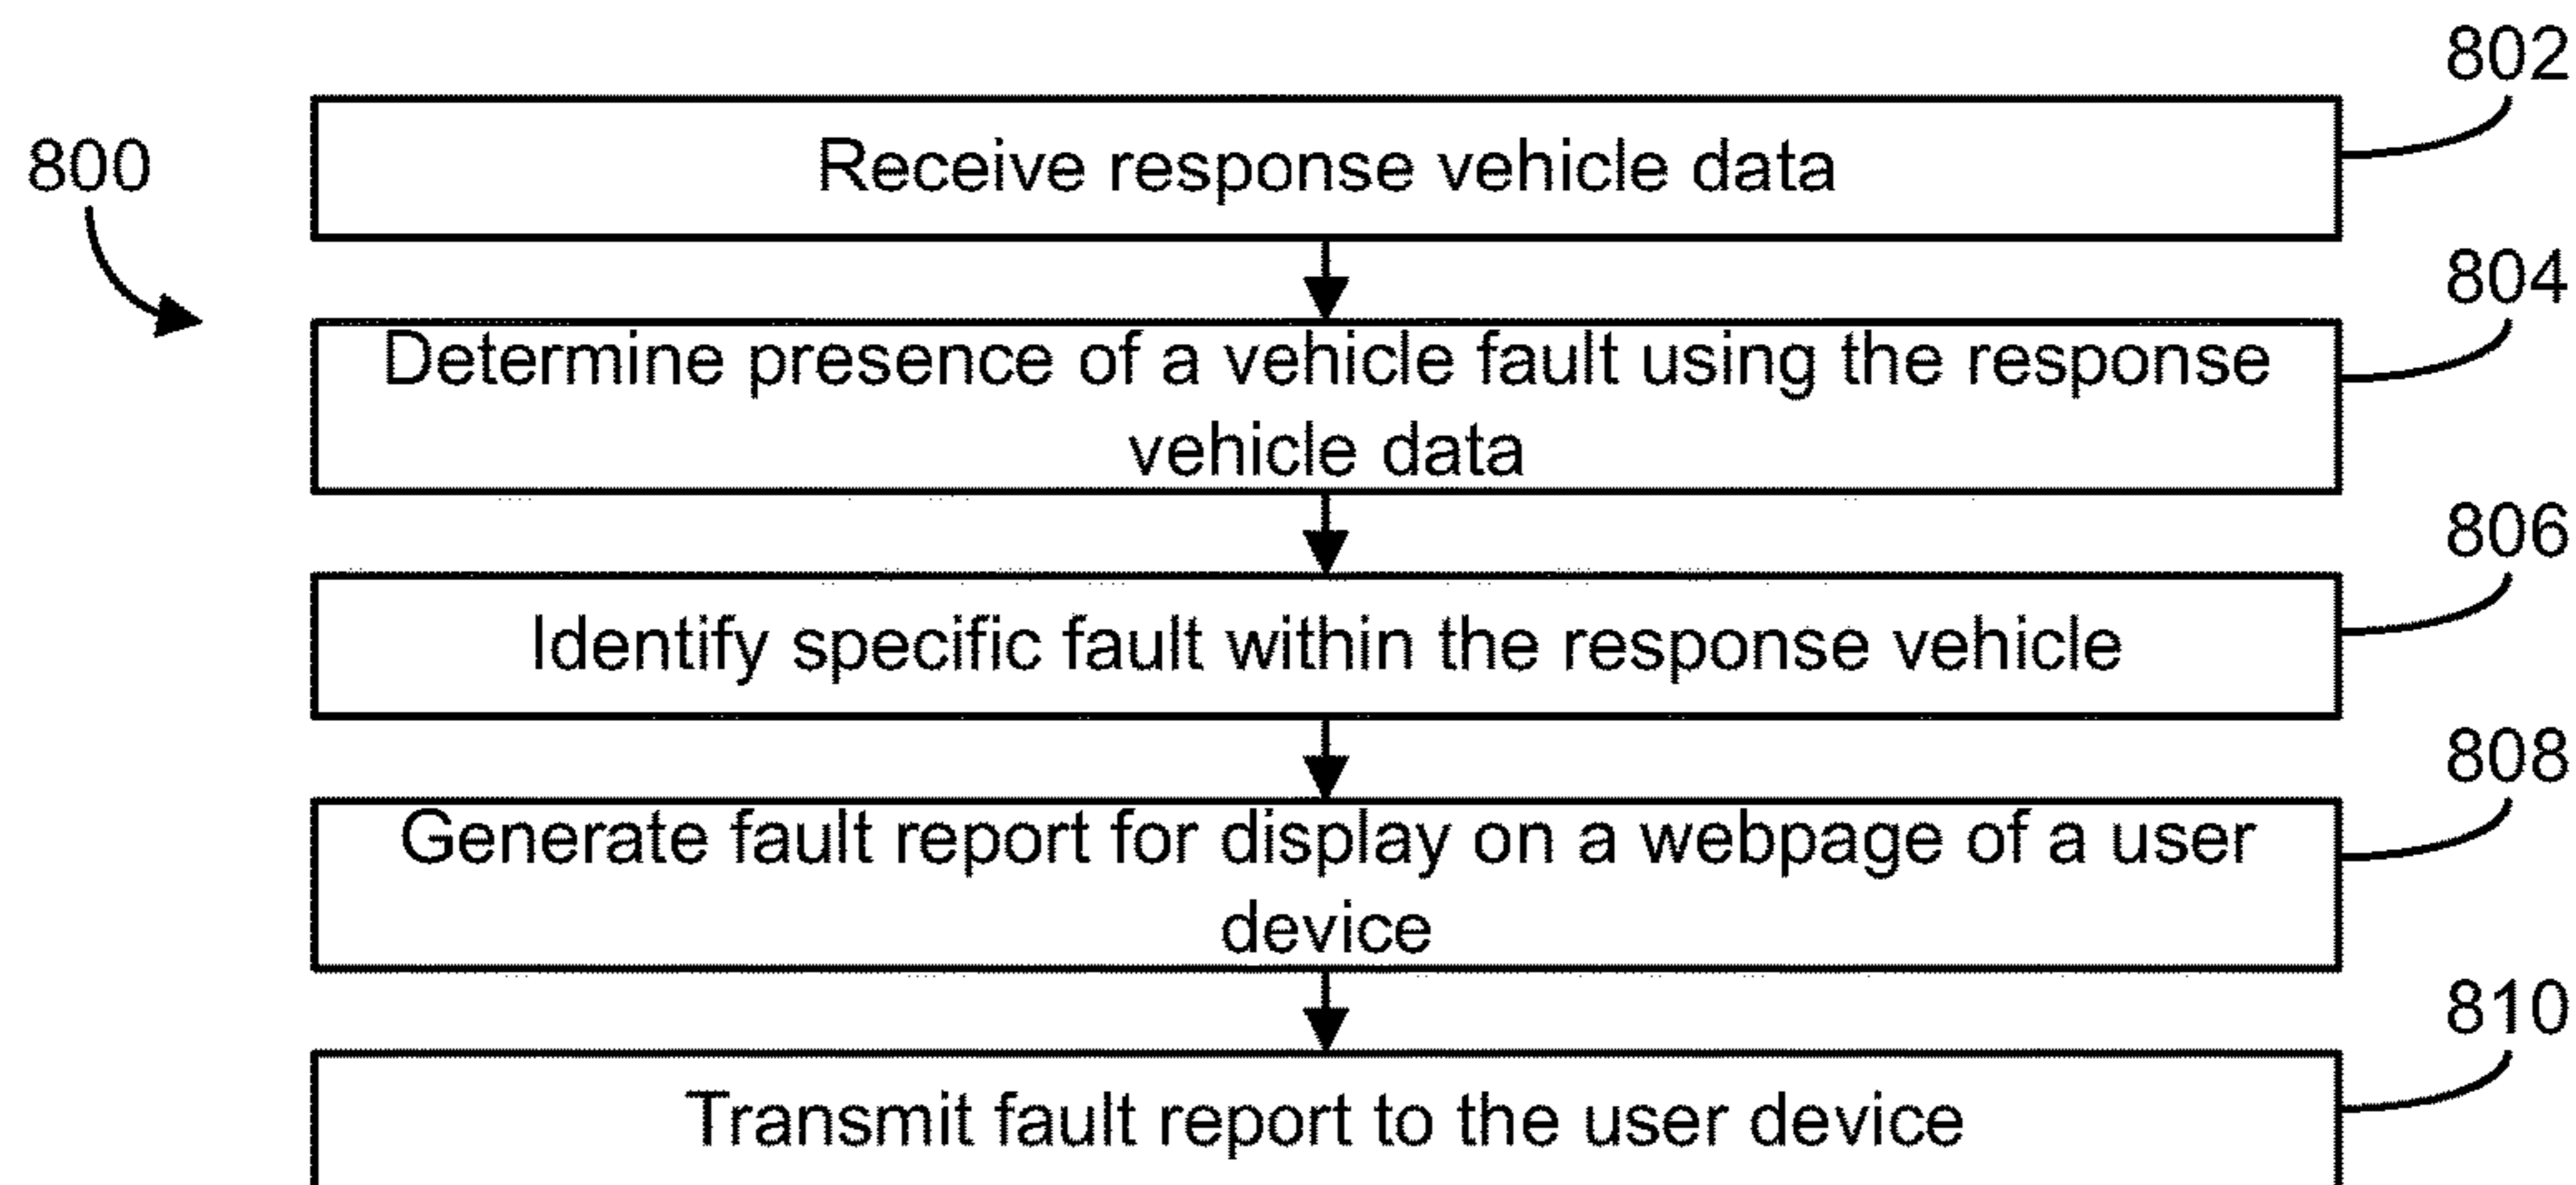 802
800
Receive response vehicle data
804
Determine presence of a vehicle fault using the response
vehicle data
806
Identify specific fault within the response vehicle
808
Generate fault report for display on a webpage of a user
device
810
Transmit fault report to the user device